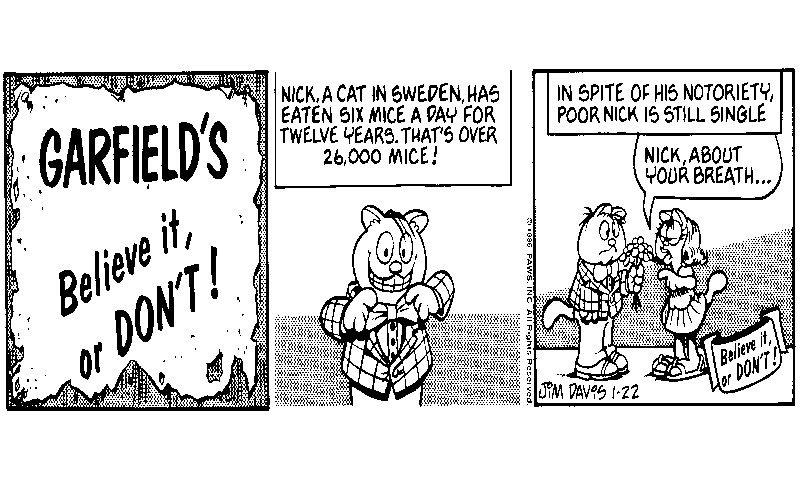 GARFIELD'S
Believe it,
or DON'T!
NICK, A CAT IN SWEDEN, HAS
EATEN SIX MICE A DAY FOR
TWELVE YEARS. THAT'S OVER
26,000 MICE!
IN SPITE OF HIS NOTORIETY,
POOR NICK IS STILL SINGLE
NICK, ABOUT
YOUR BREATH...
© 1986 PAWS, INC. All Rights Reserved.
Believe it,
or DON'T!
JIM DAVIS 1-22